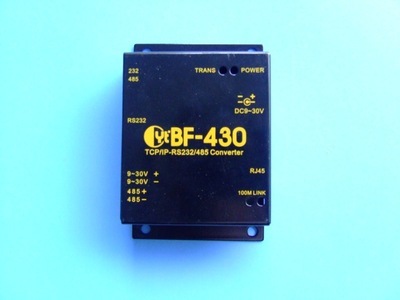 232
485
TRANS
POWER
- +
DC9~30V
RS232
BF-430
TCP/IP-RS232/485 Converter
9~30V +
9~30V -
485+
485-
RJ45
100M LINK